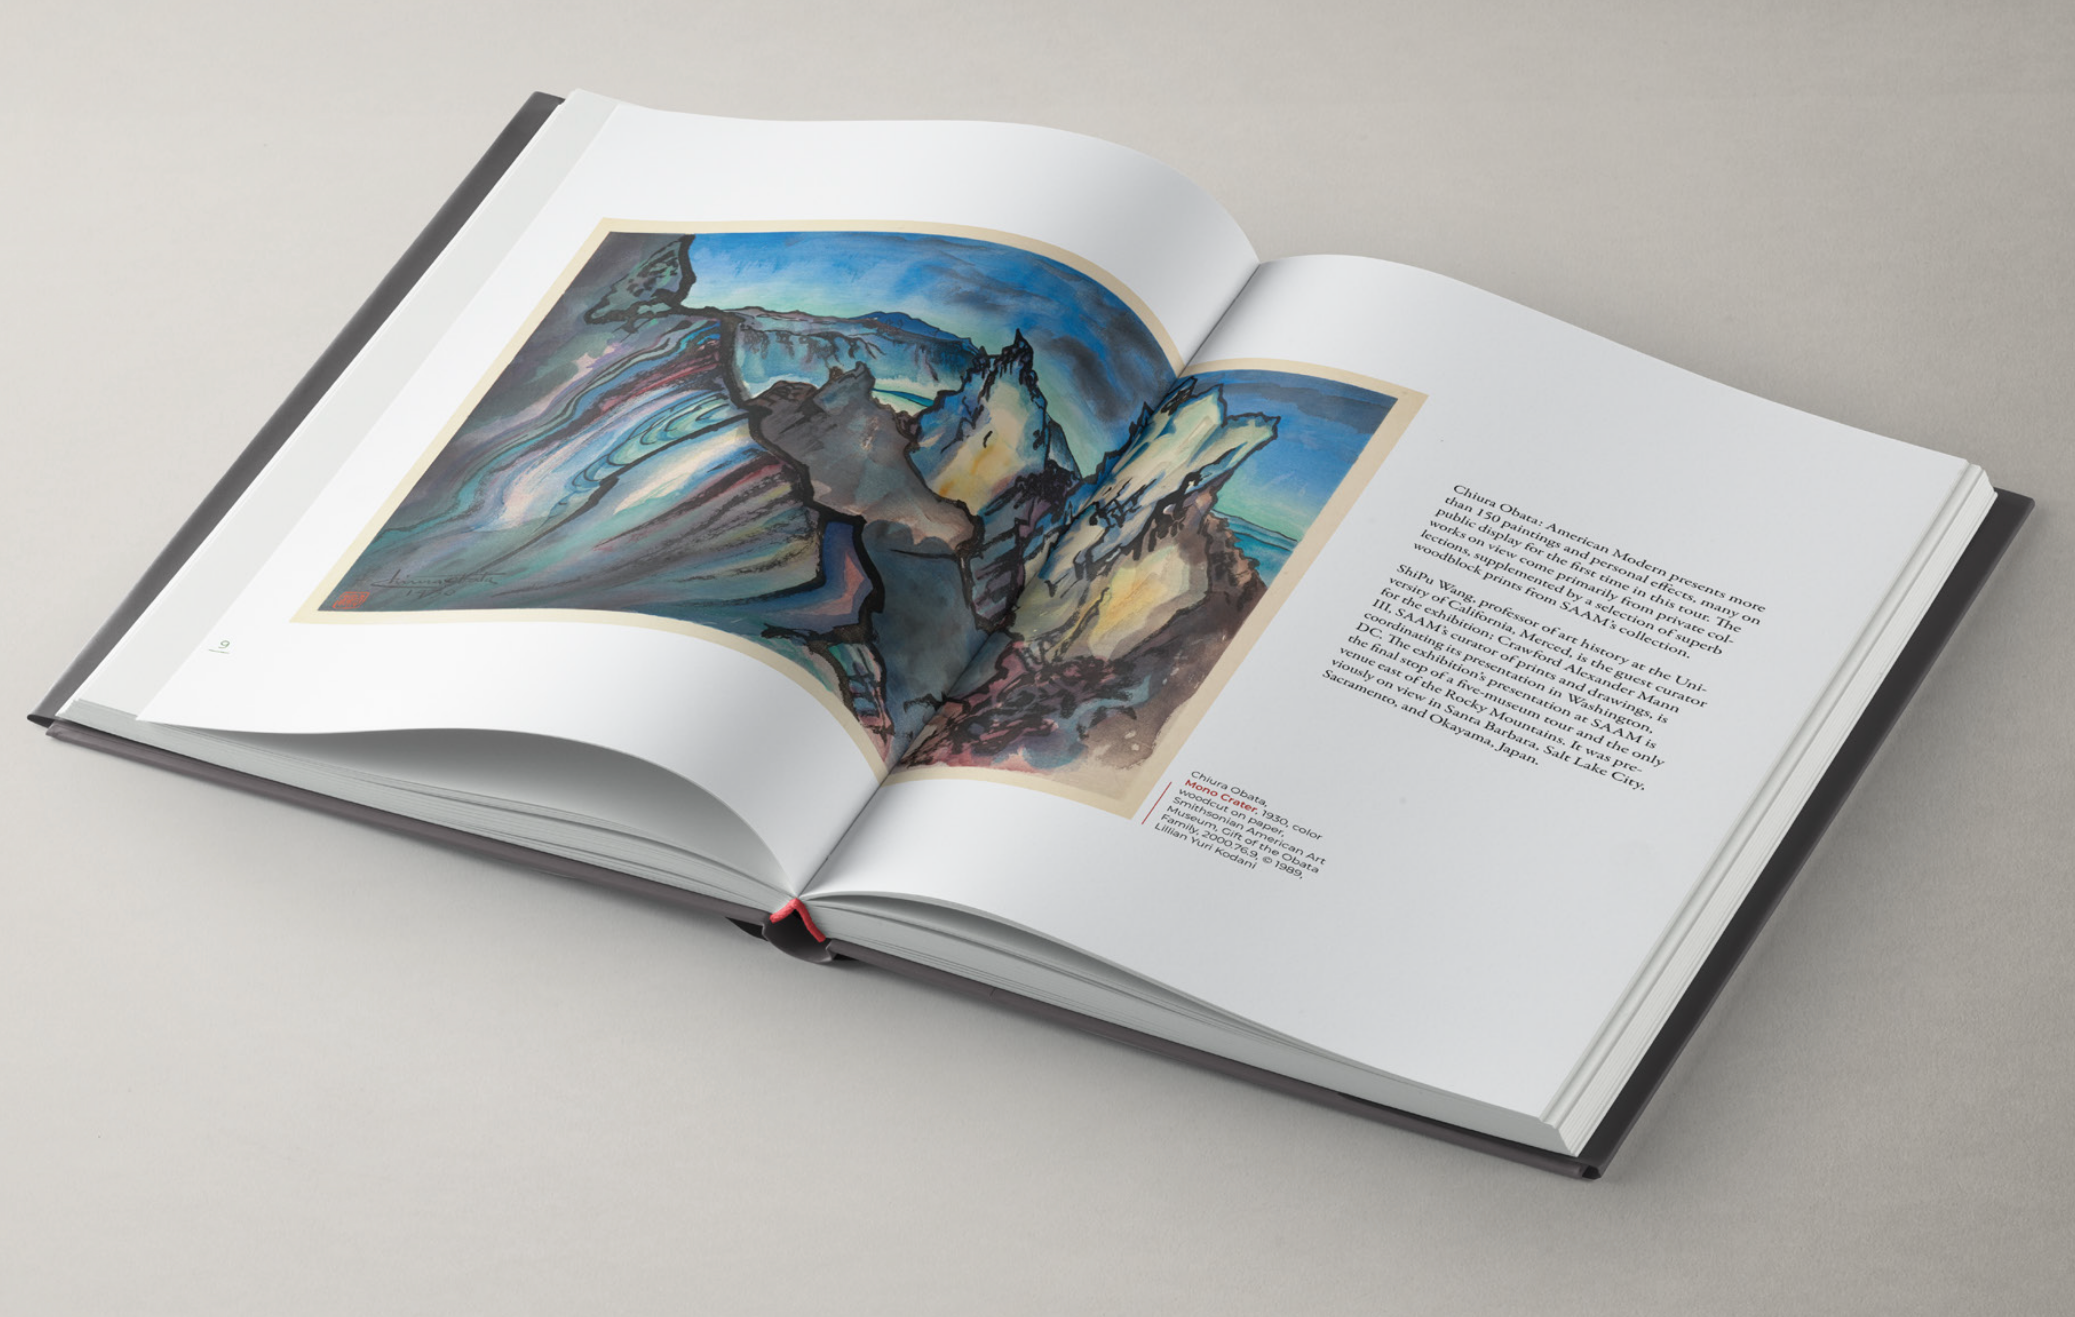 Chiura Obata
1930
9
Chiura Obata: American Modern presents more
than 150 paintings and personal effects, many on
public display for the first time in this tour. The
works on view come primarily from private col-
lections, supplemented by a selection of superb
woodblock prints from SAAM's collection.
ShiPu Wang, professor of art history at the Uni-
versity of California, Merced, is the guest curator
for the exhibition; Crawford Alexander Mann
III, SAAM's curator of prints and drawings, is
coordinating its presentation in Washington,
DC. The exhibition's presentation at SAAM is
the final stop of a five-museum tour and the only
venue east of the Rocky Mountains. It was pre-
viously on view in Santa Barbara, Salt Lake City,
Sacramento, and Okayama, Japan.
Chiura Obata,
Mono Crater, 1930, color
woodcut on paper,
Smithsonian American Art
Museum, Gift of the Obata
Family, 2000.76.9, © 1989,
Lillian Yuri Kodani